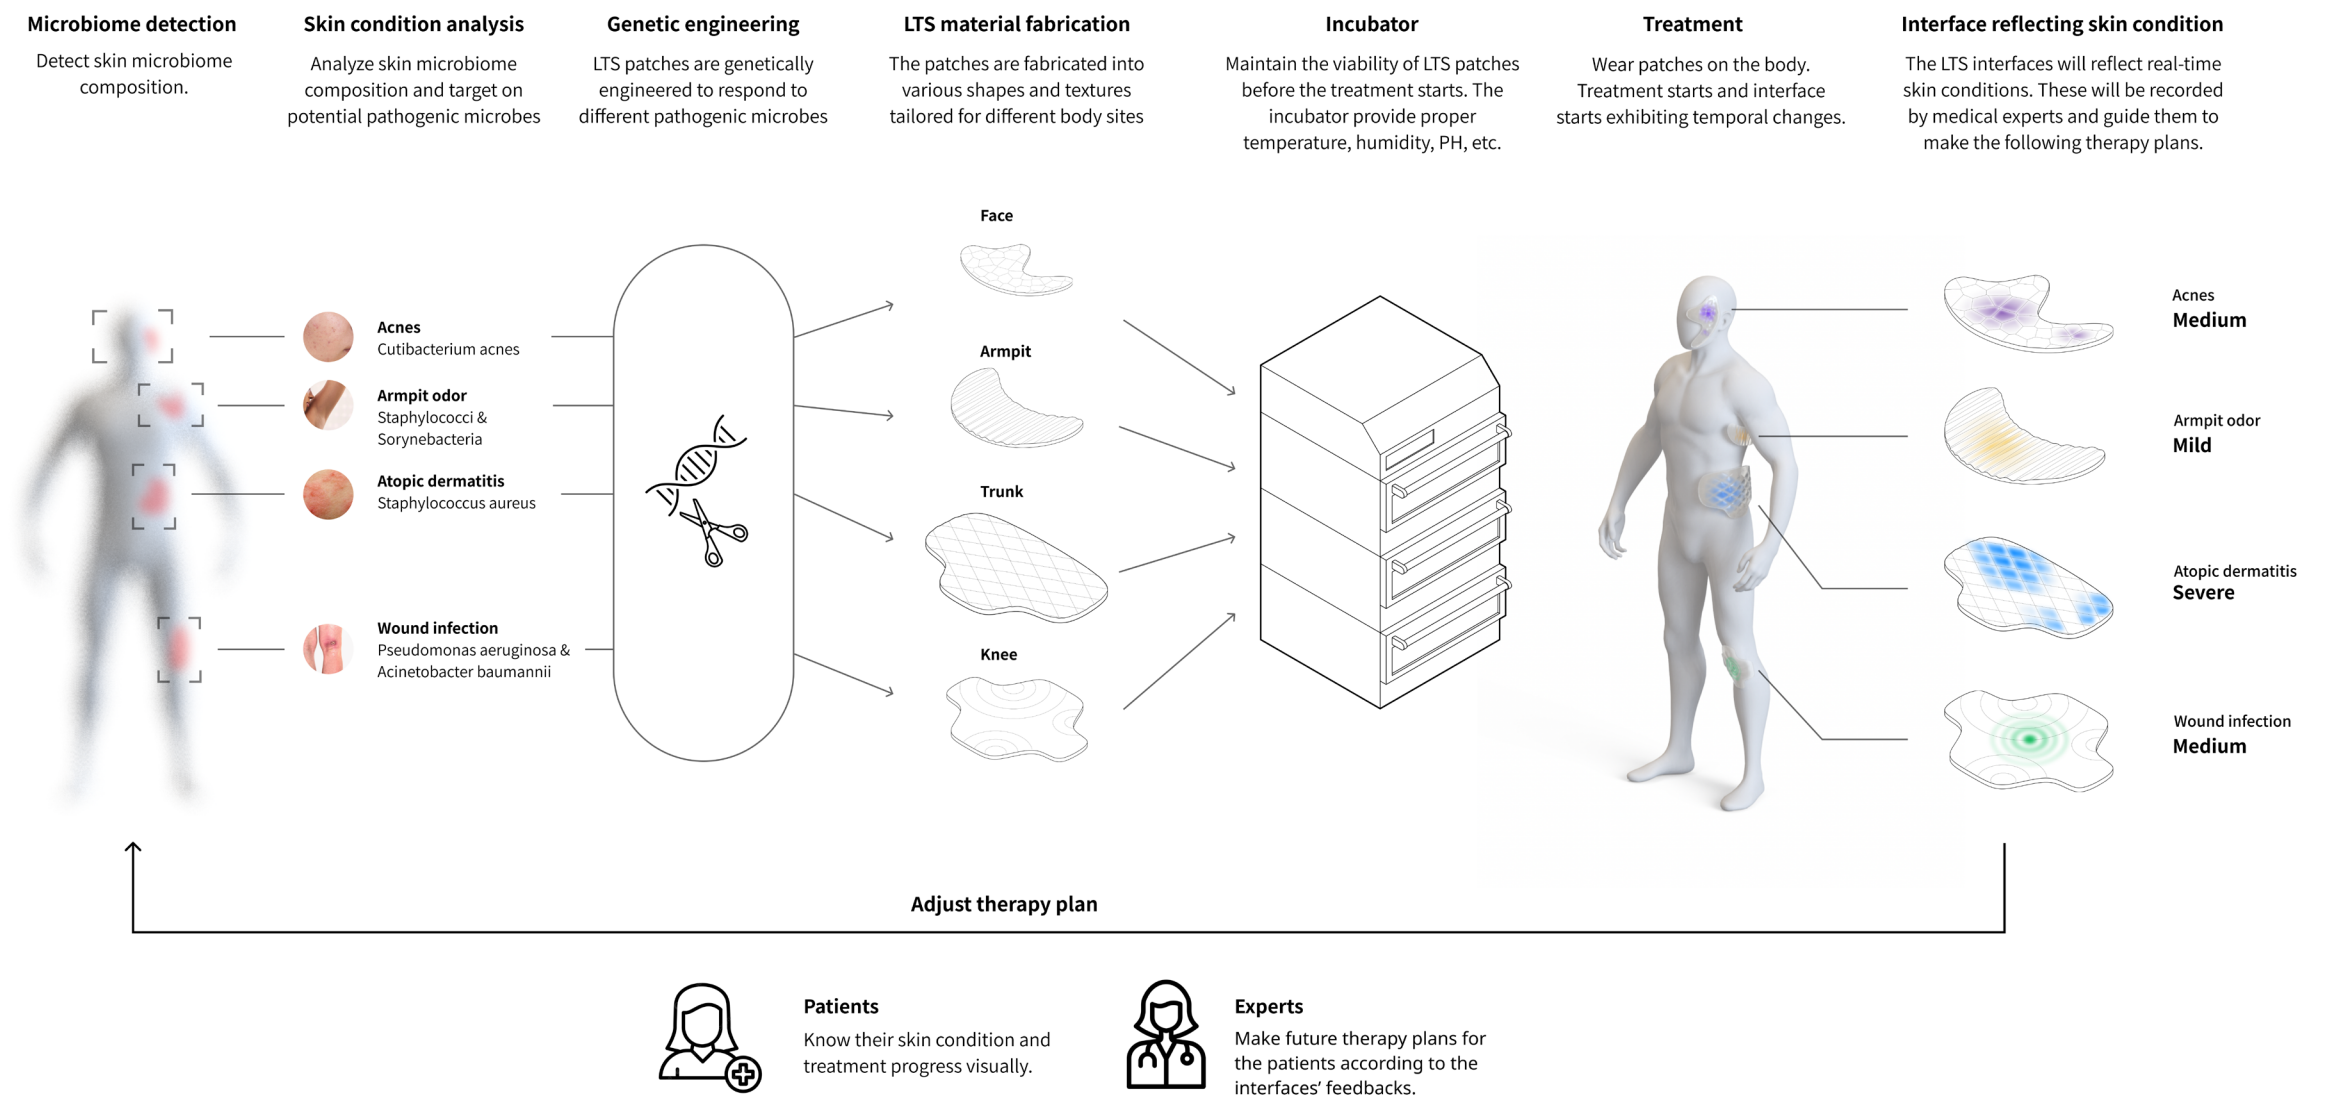 Microbiome detection
Detect skin microbiome
composition.
Skin condition analysis
Analyze skin microbiome
composition and target on
potential pathogenic microbes
Genetic engineering
LTS patches are genetically
engineered to respond to
different pathogenic microbes
LTS material fabrication
The patches are fabricated into
various shapes and textures
tailored for different body sites
Incubator
Maintain the viability of LTS patches
before the treatment starts. The
incubator provide proper
temperature, humidity, PH, etc.
Treatment
Wear patches on the body.
Treatment starts and interface
starts exhibiting temporal changes.
Interface reflecting skin condition
The LTS interfaces will reflect real-time
skin conditions. These will be recorded
by medical experts and guide them to
make the following therapy plans.
Acnes
Cutibacterium acnes
Armpit odor
Staphylococci &
Sorynebacteria
Atopic dermatitis
Staphylococcus aureus
Wound infection
Pseudomonas aeruginosa &
Acinetobacter baumannii
Face
Armpit
Trunk
Knee
Acnes
Medium
Armpit odor
Mild
Atopic dermatitis
Severe
Wound infection
Medium
Adjust therapy plan
Patients
Know their skin condition and
treatment progress visually.
Experts
Make future therapy plans for
the patients according to the
interfaces’ feedbacks.